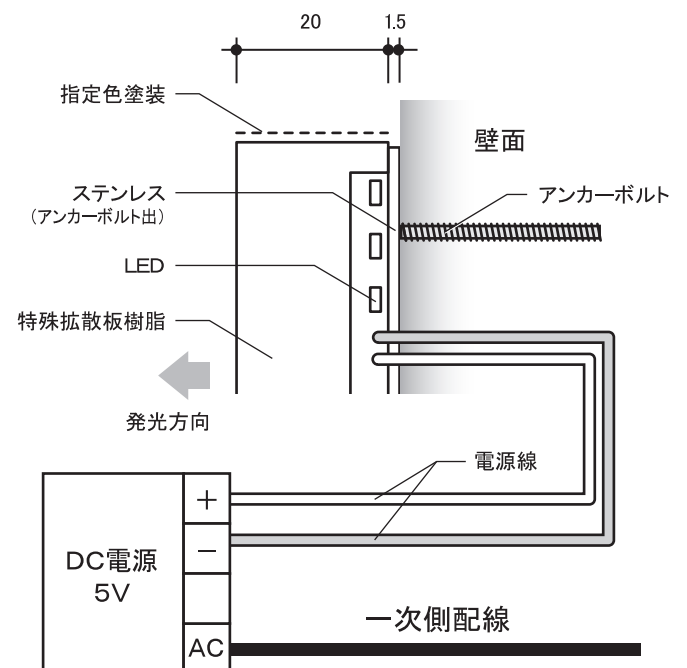 20
1.5
指定色塗装
壁面
ステンレス
(アンカーボルト出)
アンカーボルト
LED
特殊拡散板樹脂
発光方向
電源線
+
DC電源
5V
-
一次側配線
AC